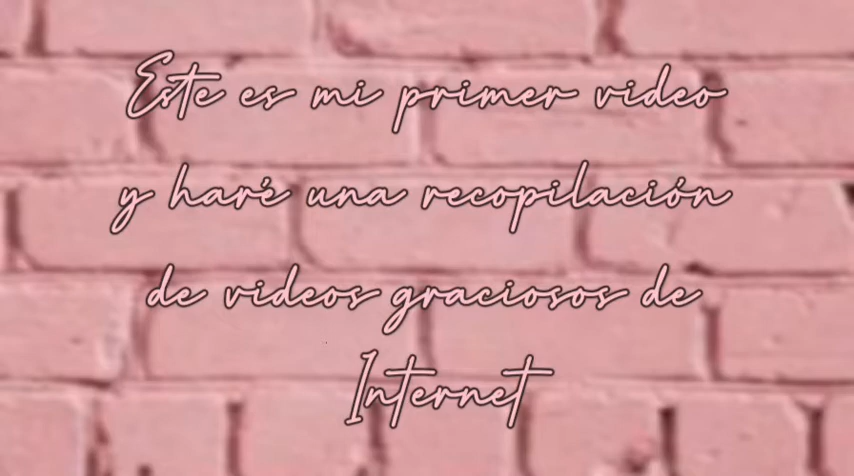 Este es mi primer video
y haré una recopilación
de videos graciosos de
Internet